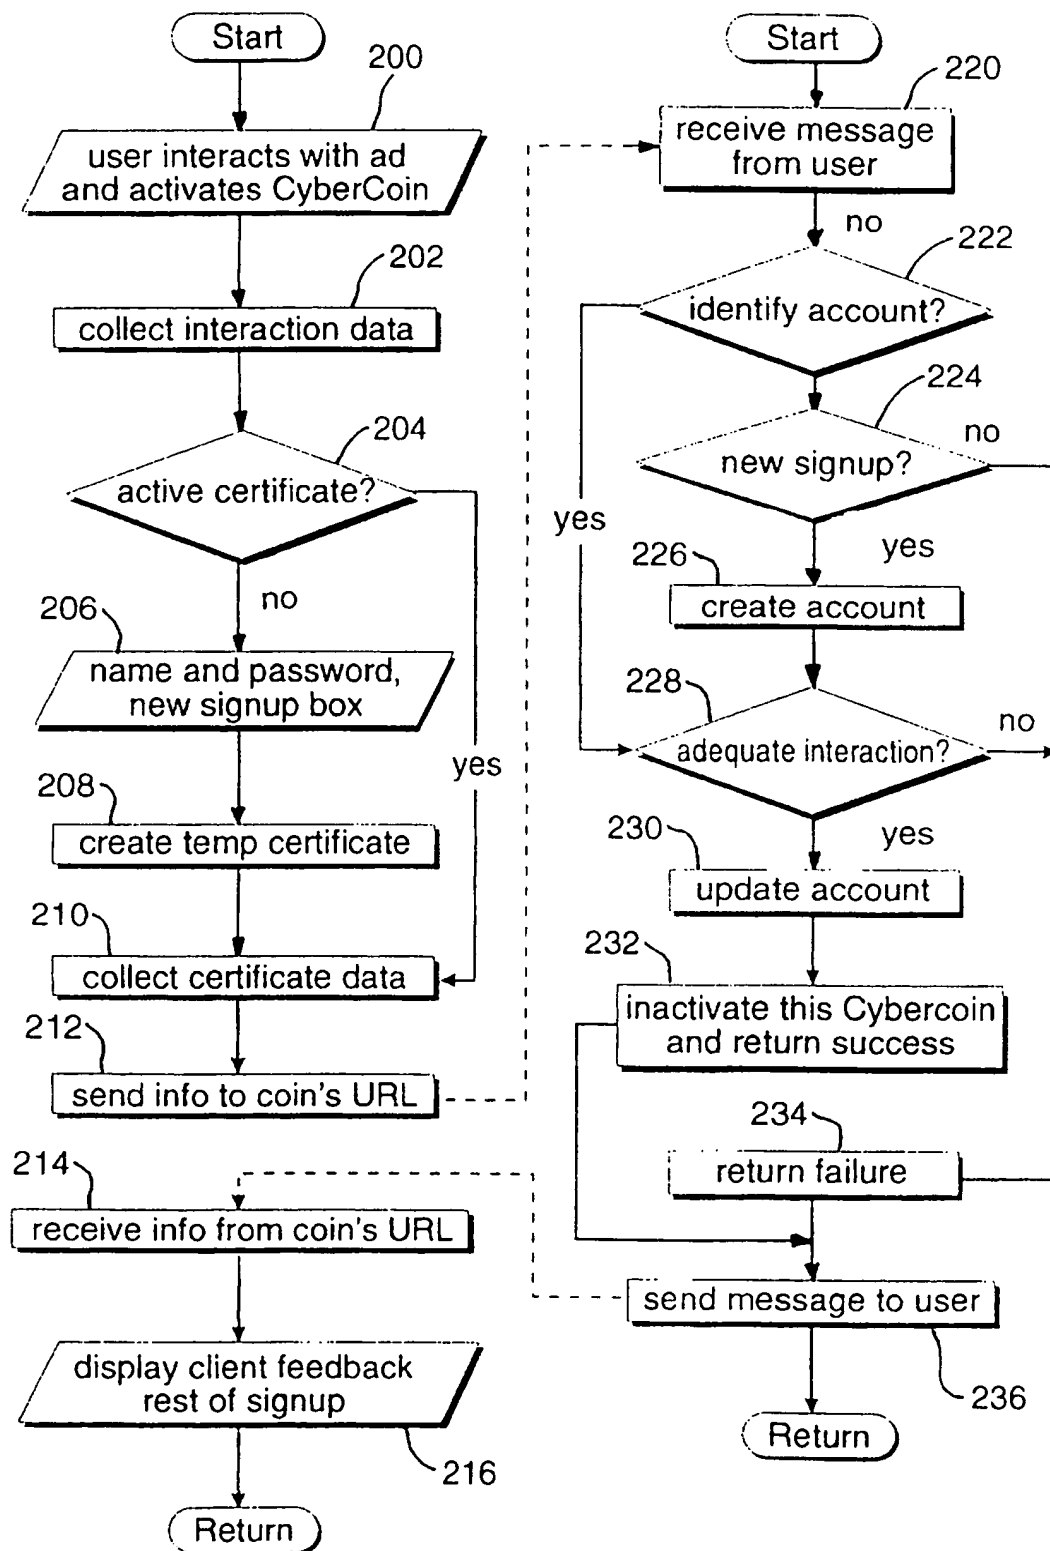 Start
200
user interacts with ad
and activates CyberCoin
202
collect interaction data
204
active certificate?
no
206
name and password,
new signup box
yes
208
create temp certificate
210
collect certificate data
212
send info to coin's URL
214
receive info from coin's URL
display client feedback
rest of signup
216
Return
Start
220
receive message
from user
no
222
identify account?
224
no
new signup?
yes
yes
226
create account
228
no
adequate interaction?
yes
230
update account
232
inactivate this Cybercoin
and return success
234
return failure
send message to user
236
Return